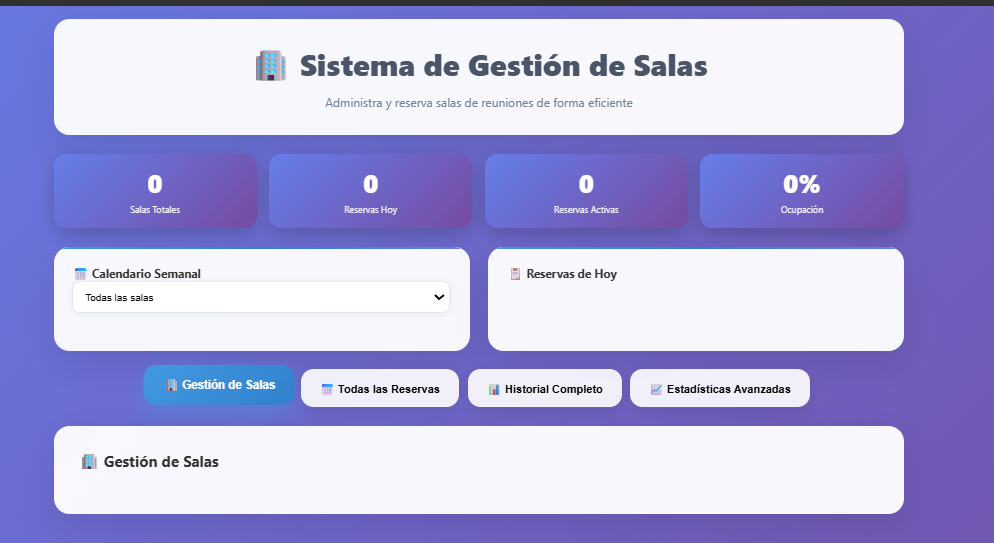 Sistema de Gestión de Salas
Administra y reserva salas de reuniones de forma eficiente
0
Salas Totales
0
Reservas Hoy
0
Reservas Activas
0%
Ocupación
Calendario Semanal
Todas las salas
Reservas de Hoy
Gestión de Salas
Todas las Reservas
Historial Completo
Estadísticas Avanzadas
Gestión de Salas